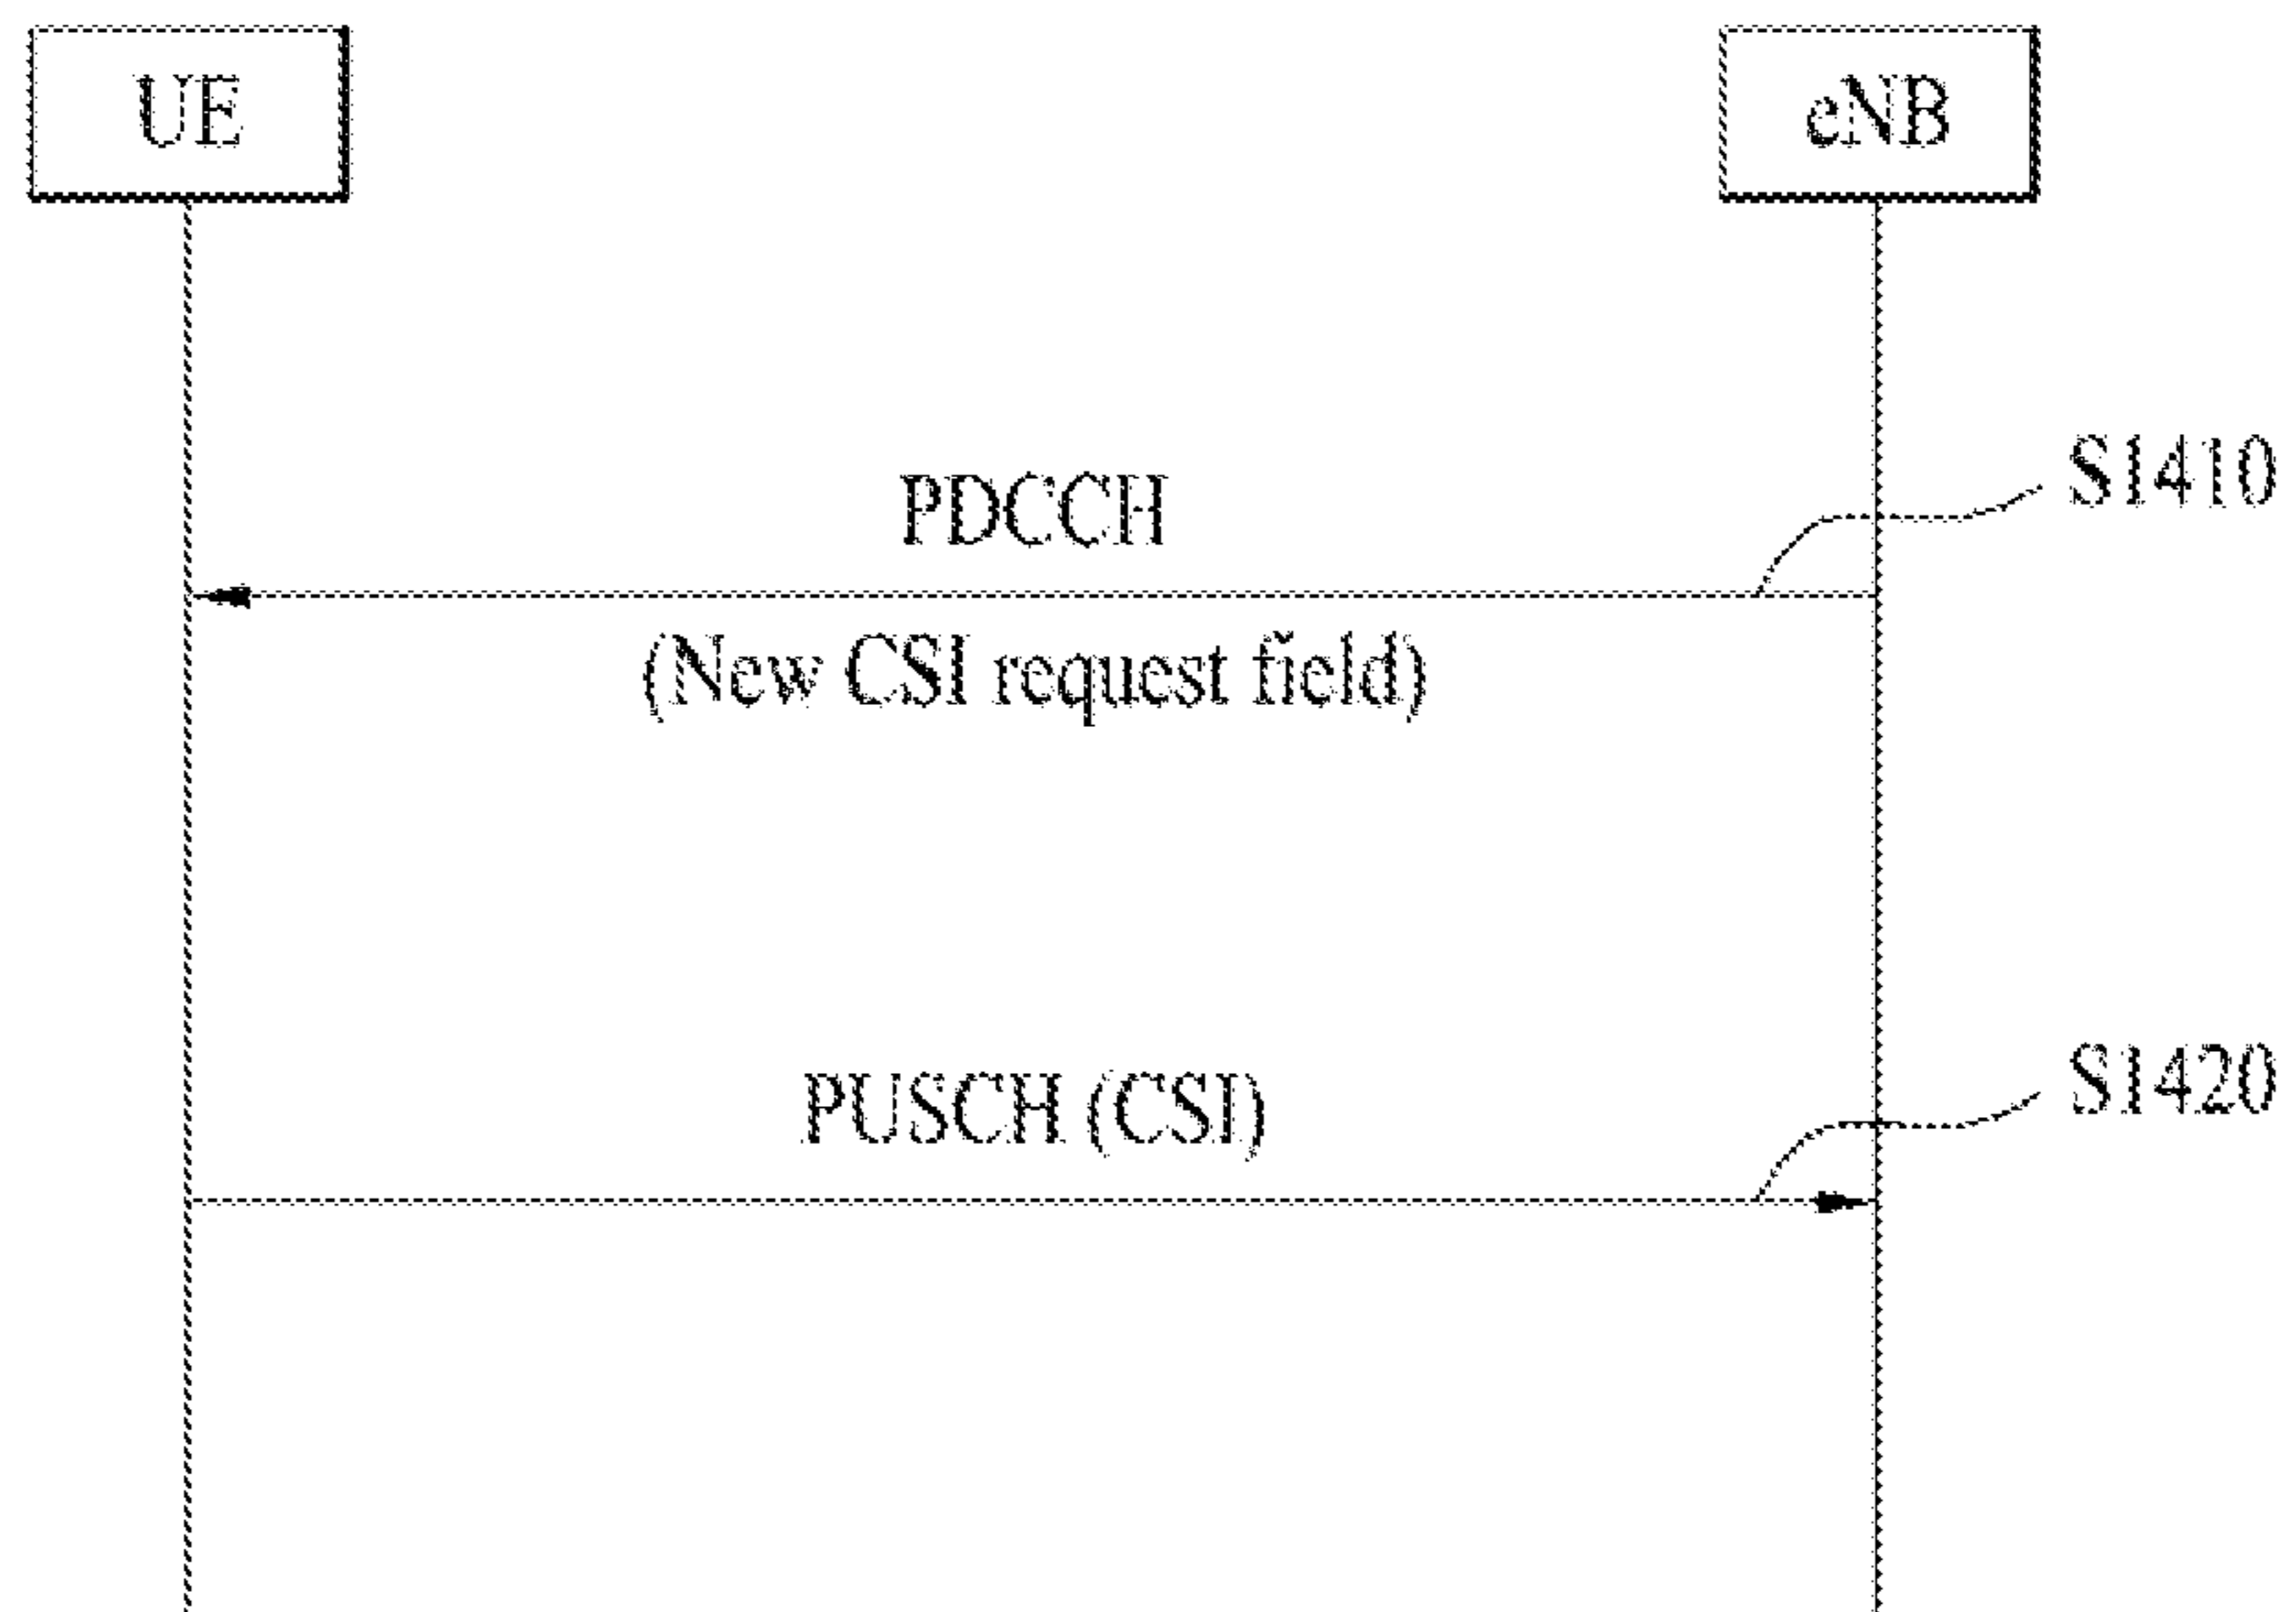 UE
eNB
S1410
PDCCH
(New CSI request field)
S1420
PUSCH (CSI)